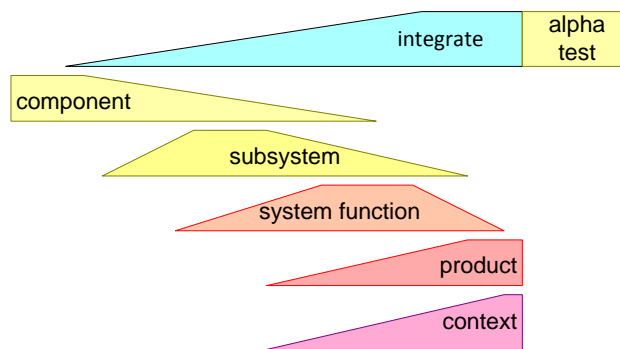 integrate
alpha
test
component
subsystem
system function
product
context